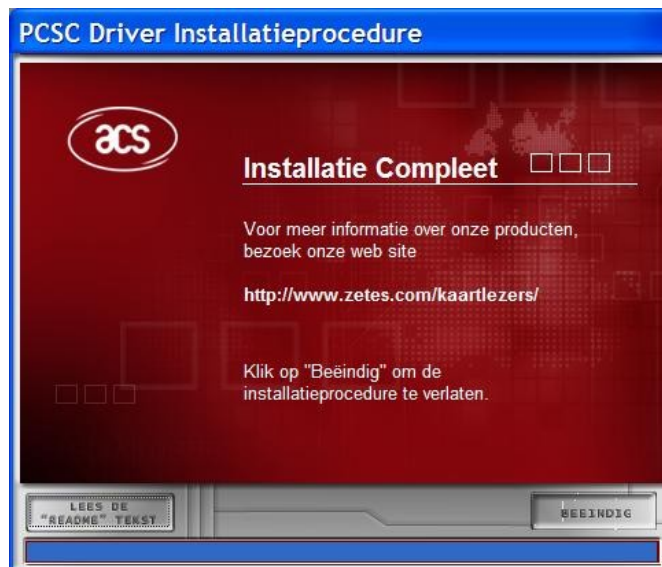 PCSC Driver Installatieprocedure
acs
Installatie Compleet
Voor meer informatie over onze producten,
bezoek onze web site
http://www.zetes.com/kaartlezers/
Klik op "Beëindig" om de
installatieprocedure te verlaten.
LEES DE
"README" TEKST
BEEINDIG